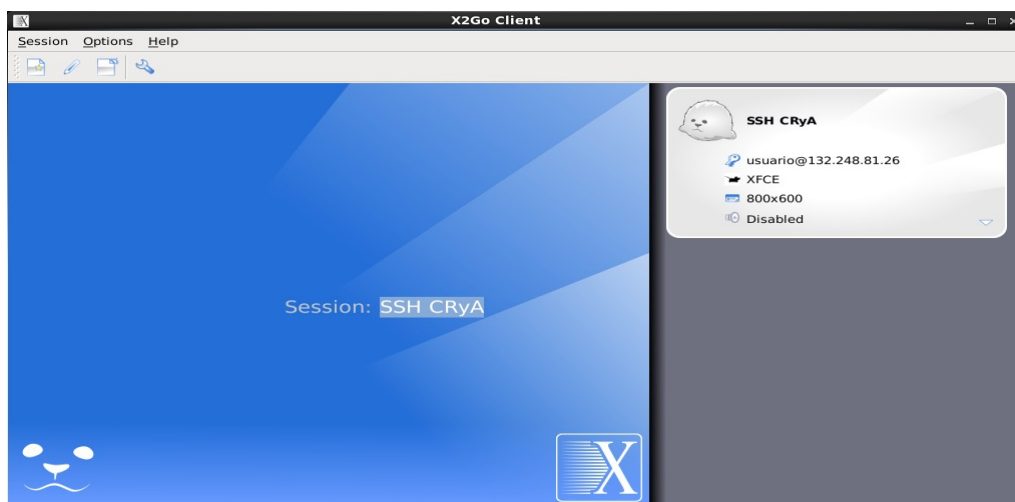 X2Go Client
Session Options Help
Session: SSH CRyA
SSH CRyA
usuario@132.248.81.26
XFCE
800x600
Disabled
X